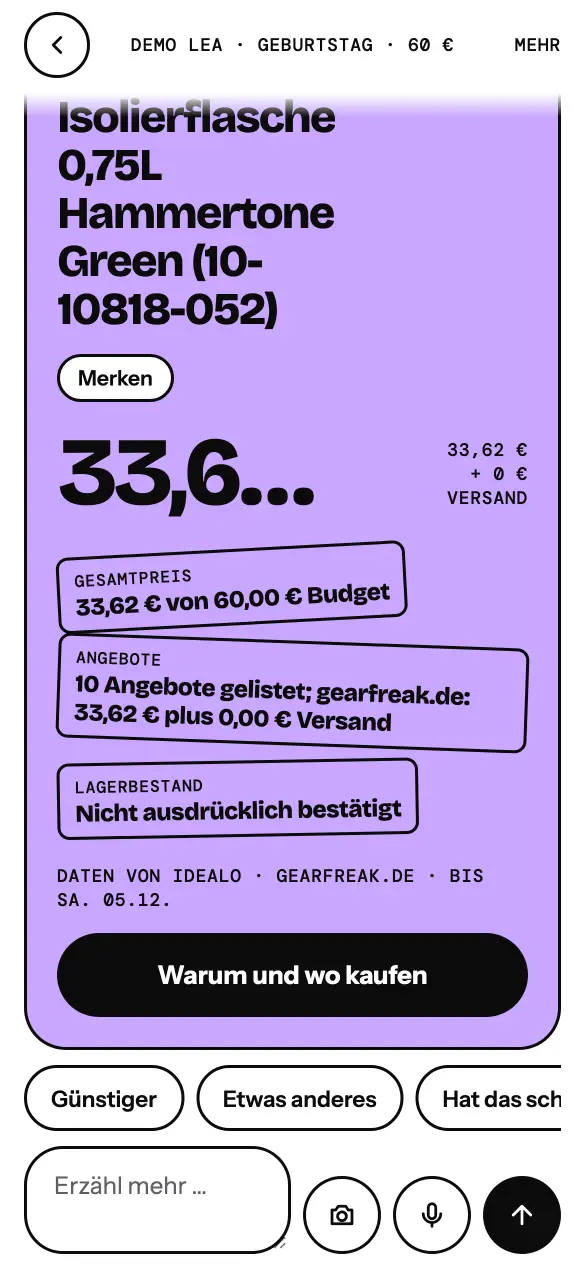 DEMO LEA · GEBURTSTAG · 60 €
MEHR
Isolierflasche
0,75L
Hammertone
Green (10-
10818-052)
Merken
33,6...
33,62 €
+ 0 €
VERSAND
GESAMTPREIS
33,62 € von 60,00 € Budget
ANGEBOTE
10 Angebote gelistet; gearfreak.de:
33,62 € plus 0,00 € Versand
LAGERBESTAND
Nicht ausdrücklich bestätigt
DATEN VON IDEALO · GEARFREAK.DE · BIS
SA. 05.12.
Warum und wo kaufen
Günstiger
Etwas anderes
Hat das sch
Erzähl mehr ...